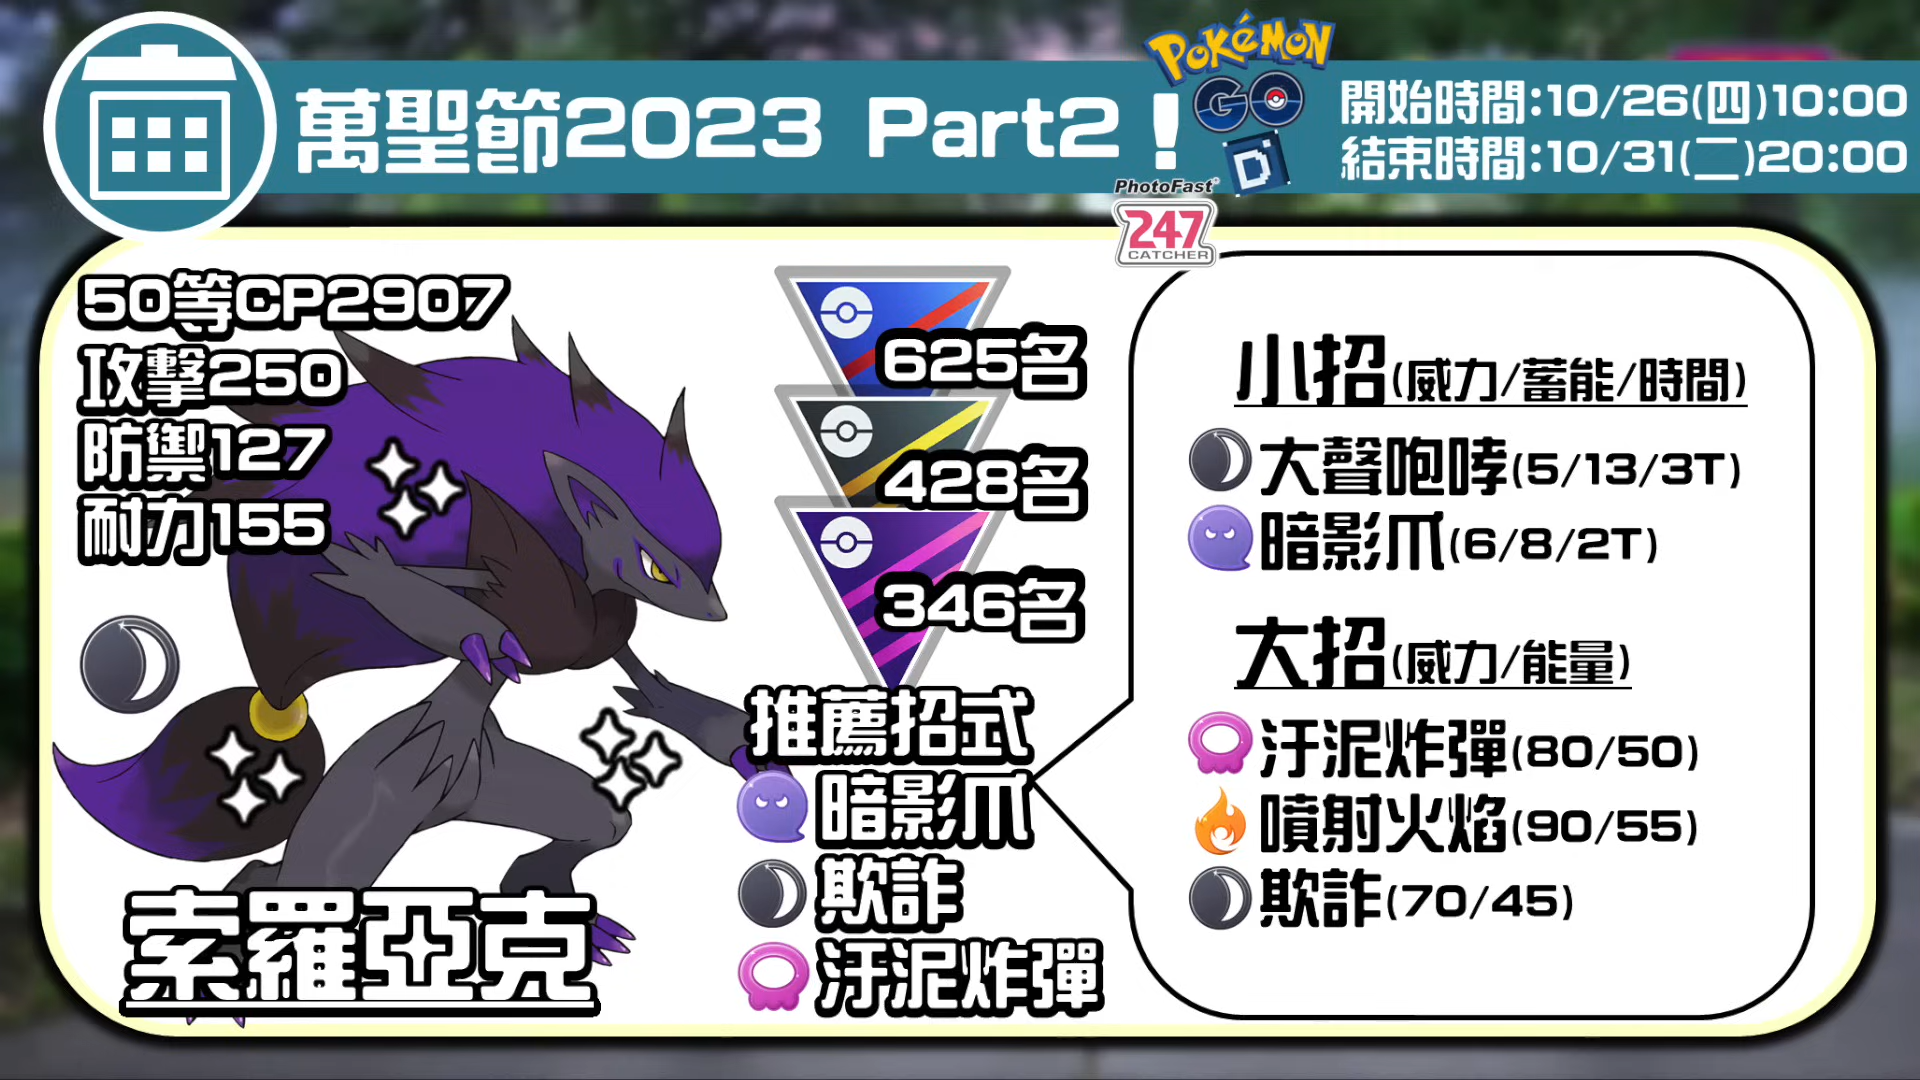 萬聖節2023 Part2！
POKÉMON
GO
D
開始時間:10/26(四)10:00
結束時間:10/31(二)20:00
PhotoFast
247
CATCHER
50等CP2907
攻擊250
防禦127
耐力155
索羅亞克
625名
428名
346名
推薦招式
暗影爪
欺詐
汙泥炸彈
小招(威力/蓄能/時間)
大聲咆哮(5/13/3T)
暗影爪(6/8/2T)
大招(威力/能量)
汙泥炸彈(80/50)
噴射火焰(90/55)
欺詐(70/45)